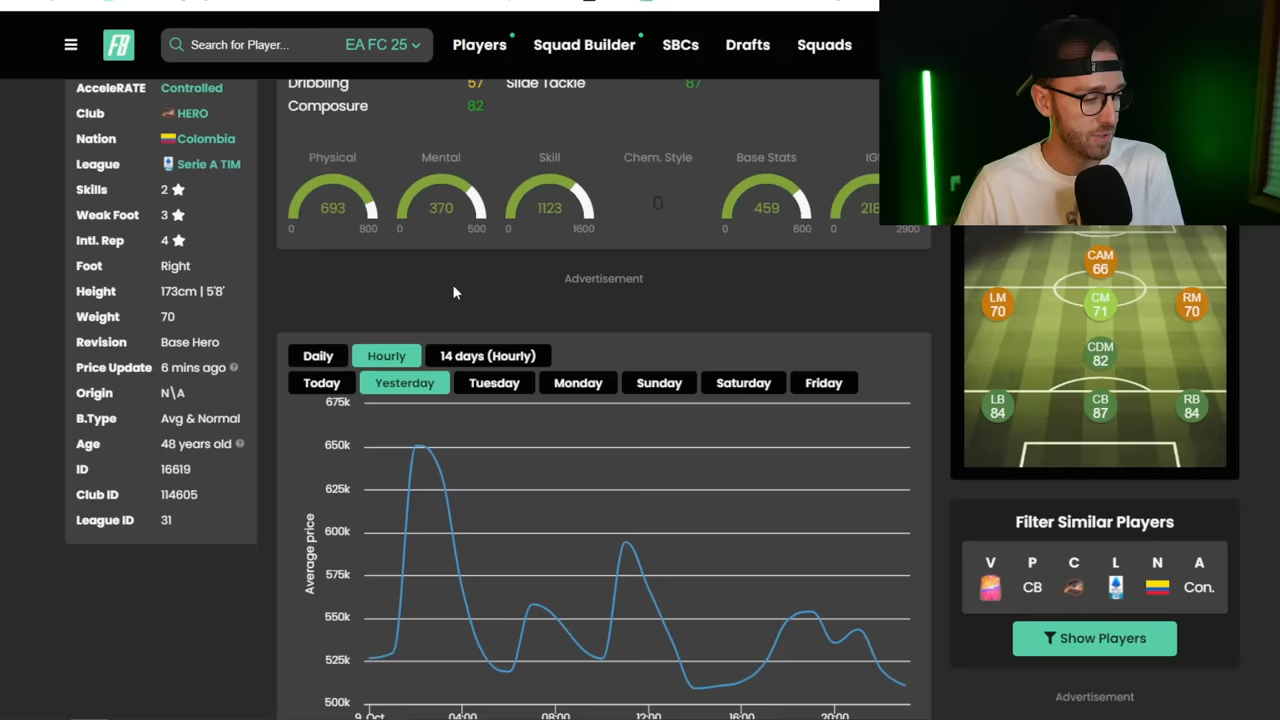 F8
Search for Player...
EA FC 25
Players
Squad Builder
SBCs
Drafts
Squads
AcceleRATE Controlled
Club HERO
Nation Colombia
League Serie A TIM
Skills 2
Weak Foot 3
Intl. Rep 4
Foot Right
Height 173cm | 5'8'
Weight 70
Revision Base Hero
Price Update 6 mins ago
Origin N\A
B.Type Avg & Normal
Age 48 years old
ID 16619
Club ID 114605
League ID 31
Dribbling 57
Slide Tackle 87
Composure 82
Physical
Mental
Skill
Chem. Style
Base Stats
693
370
1123
0
459
218
0 800
0 500
0 1600
0 600
0 2900
Advertisement
Daily
Hourly
14 days (Hourly)
Today
Yesterday
Tuesday
Monday
Sunday
Saturday
Friday
675k
650k
625k
600k
575k
550k
525k
500k
Average price
9. Oct
04:00
08:00
12:00
16:00
20:00
CAM
66
LM
70
CM
71
RM
70
CDM
82
LB
84
CB
87
RB
84
Filter Similar Players
V P C L N A
CB Con.
Show Players
Advertisement